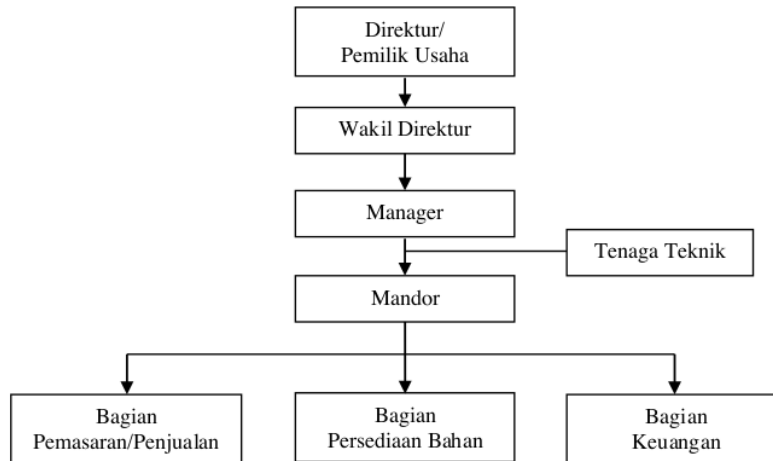 Direktur/
Pemilik Usaha
Wakil Direktur
Manager
Tenaga Teknik
Mandor
Bagian
Pemasaran/Penjualan
Bagian
Persediaan Bahan
Bagian
Keuangan